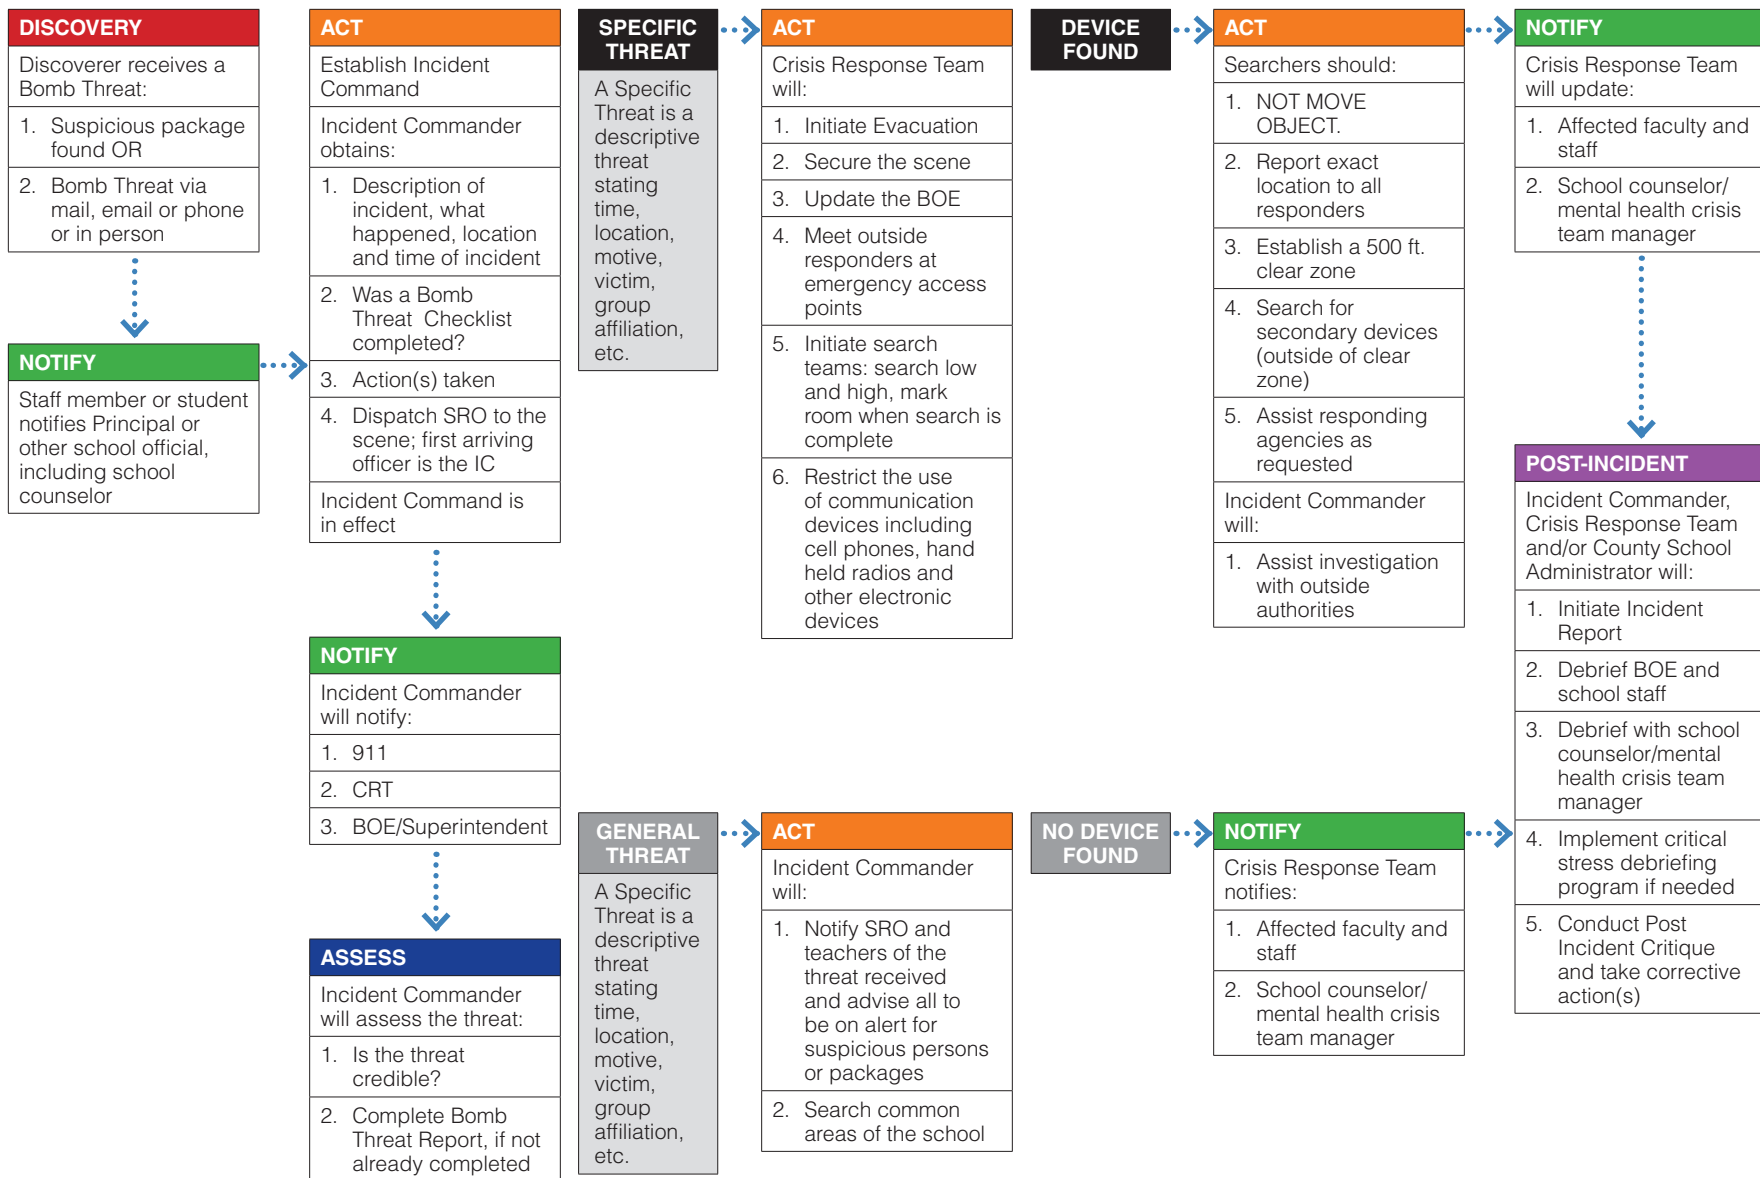 DISCOVERY
Discoverer receives a
Bomb Threat:
1. Suspicious package
found OR
2. Bomb Threat via
mail, email or phone
or in person
NOTIFY
Staff member or student
notifies Principal or
other school official,
including school
counselor
ACT
Establish Incident
Command
Incident Commander
obtains:
1. Description of
incident, what
happened, location
and time of incident
2. Was a Bomb
Threat Checklist
completed?
3. Action(s) taken
4. Dispatch SRO to the
scene; first arriving
officer is the IC
Incident Command is
in effect
NOTIFY
Incident Commander
will notify:
1. 911
2. CRT
3. BOE/Superintendent
ASSESS
Incident Commander
will assess the threat:
1. Is the threat
credible?
2. Complete Bomb
Threat Report, if not
already completed
SPECIFIC
THREAT
A Specific
Threat is a
descriptive
threat
stating
time,
location,
motive,
victim,
group
affiliation,
etc.
ACT
Crisis Response Team
will:
1. Initiate Evacuation
2. Secure the scene
3. Update the BOE
4. Meet outside
responders at
emergency access
points
5. Initiate search
teams: search low
and high, mark
room when search is
complete
6. Restrict the use
of communication
devices including
cell phones, hand
held radios and
other electronic
devices
DEVICE
FOUND
ACT
Searchers should:
1. NOT MOVE
OBJECT.
2. Report exact
location to all
responders
3. Establish a 500 ft.
clear zone
4. Search for
secondary devices
(outside of clear
zone)
5. Assist responding
agencies as
requested
Incident Commander
will:
1. Assist investigation
with outside
authorities
NOTIFY
Crisis Response Team
will update:
1. Affected faculty and
staff
2. School counselor/
mental health crisis
team manager
GENERAL
THREAT
A Specific
Threat is a
descriptive
threat
stating
time,
location,
motive,
victim,
group
affiliation,
etc.
ACT
Incident Commander
will:
1. Notify SRO and
teachers of the
threat received
and advise all to
be on alert for
suspicious persons
or packages
2. Search common
areas of the school
NO DEVICE
FOUND
NOTIFY
Crisis Response Team
notifies:
1. Affected faculty and
staff
2. School counselor/
mental health crisis
team manager
POST-INCIDENT
Incident Commander,
Crisis Response Team
and/or County School
Administrator will:
1. Initiate Incident
Report
2. Debrief BOE and
school staff
3. Debrief with school
counselor/mental
health crisis team
manager
4. Implement critical
stress debriefing
program if needed
5. Conduct Post
Incident Critique
and take corrective
action(s)